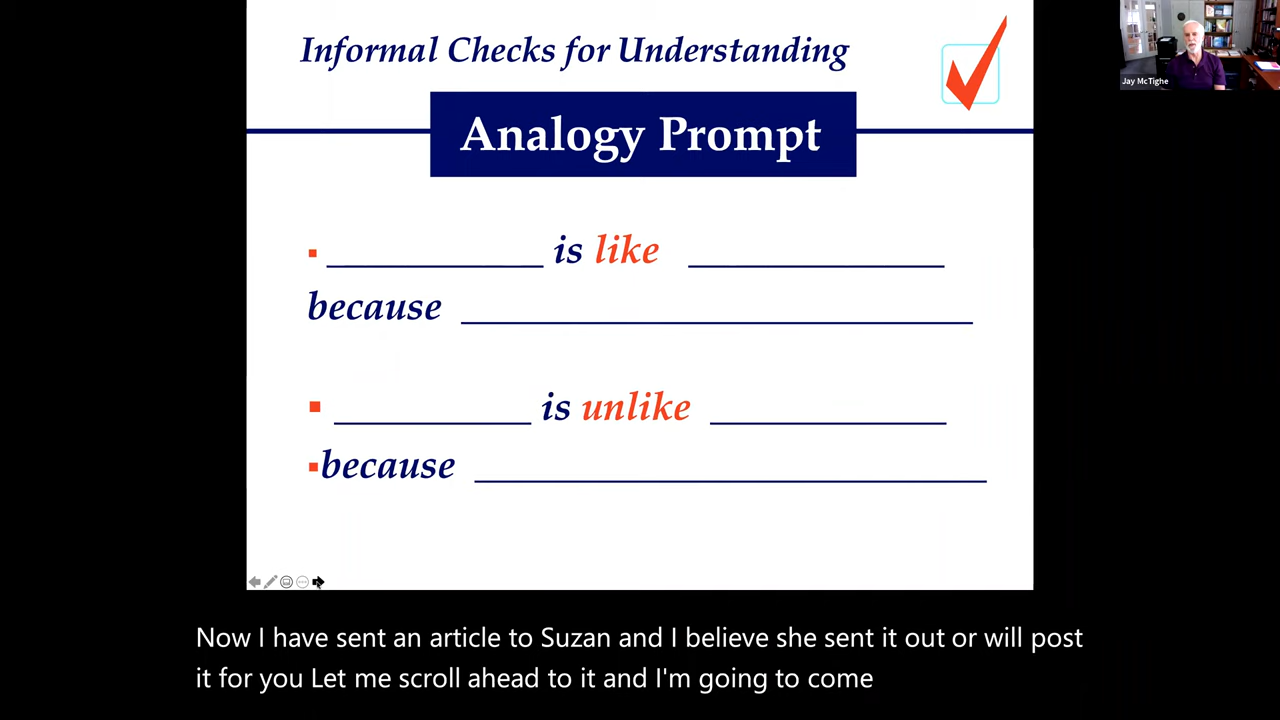 Informal Checks for Understanding
Analogy Prompt
▪ ____________ is like ______________
because ____________________________
▪ ___________ is unlike _____________
▪because ____________________________
Jay McTighe
Now I have sent an article to Suzan and I believe she sent it out or will post
it for you Let me scroll ahead to it and I'm going to come